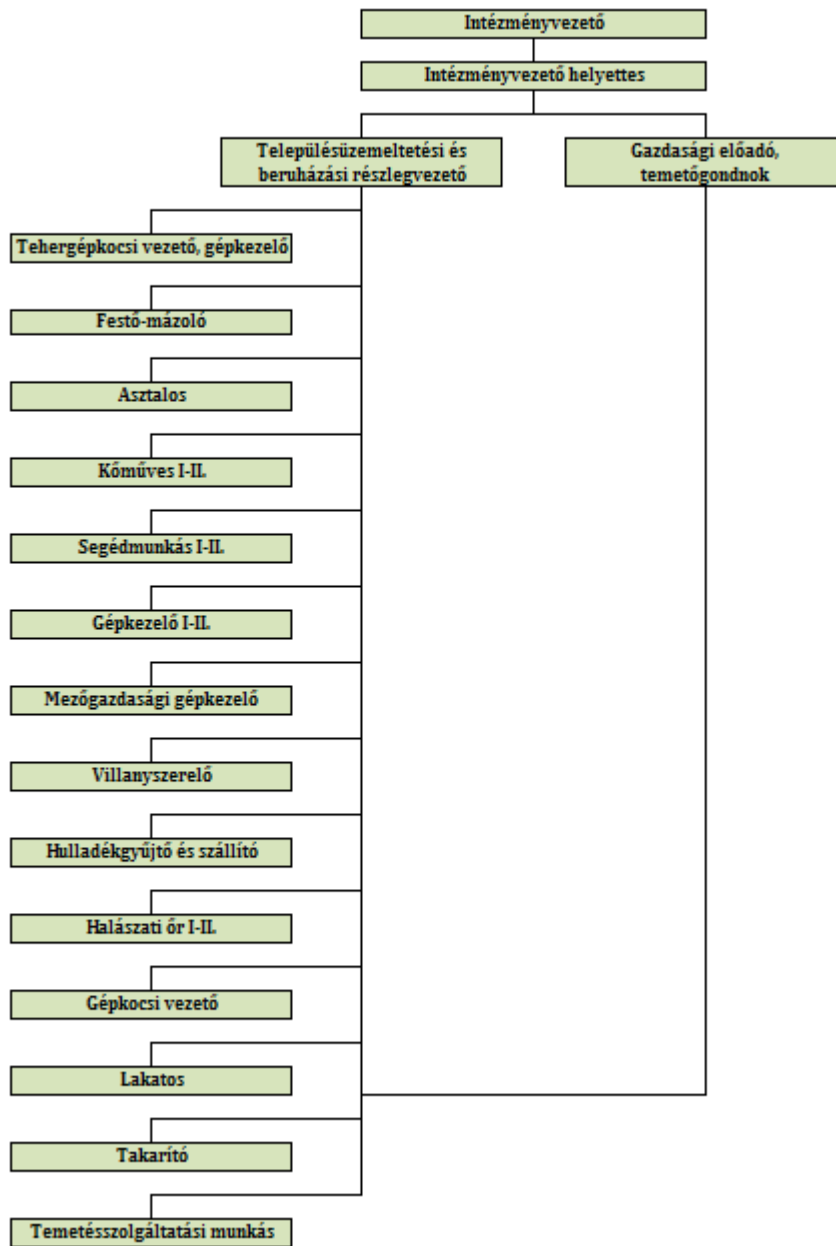 Intézményvezető
Intézményvezető helyettes
Településüzemeltetési és
beruházási részlegvezető
Gazdasági előadó,
temetőgondnok
Tehergépkocsi vezető, gépkezelő
Festő-mázoló
Asztalos
Kőműves I-II.
Segédmunkás I-II.
Gépkezelő I-II.
Mezőgazdasági gépkezelő
Villanyszerelő
Hulladékgyűjtő és szállító
Halászati őr I-II.
Gépkocsi vezető
Lakatos
Takarító
Temetésszolgáltatási munkás